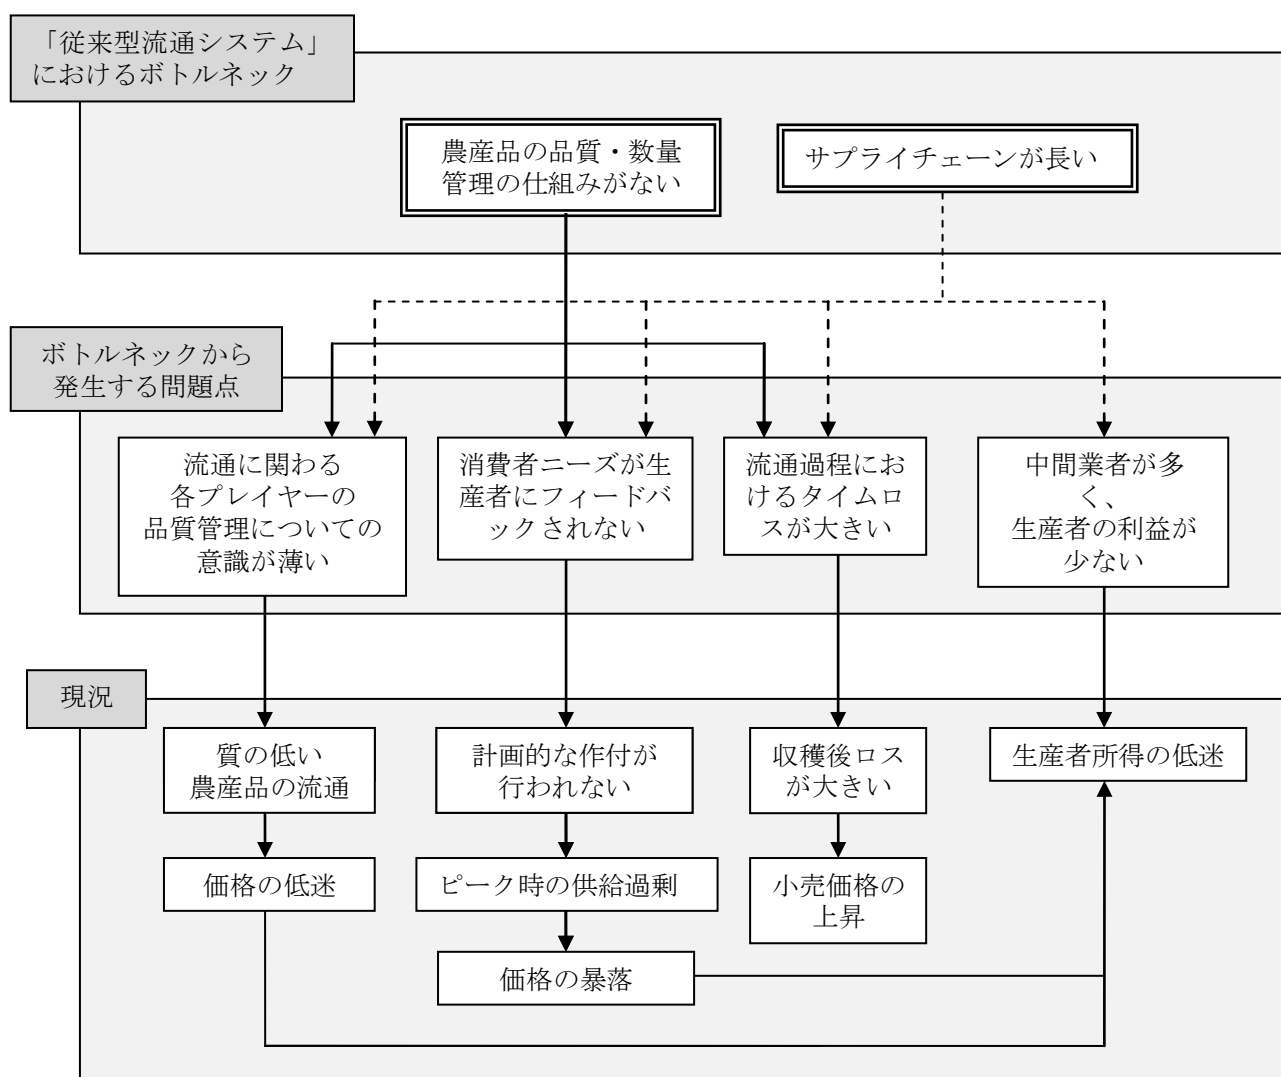 「従来型流通システム」
におけるボトルネック
農産品の品質・数量
管理の仕組みがない
サプライチェーンが長い
ボトルネックから
発生する問題点
流通に関わる
各プレイヤーの
品質管理についての
意識が薄い
消費者ニーズが生
産者にフィードバ
ックされない
流通過程にお
けるタイムロ
スが大きい
中間業者が多
く、
生産者の利益が
少ない
現況
質の低い
農産品の流通
計画的な作付が
行われない
収穫後ロス
が大きい
生産者所得の低迷
価格の低迷
ピーク時の供給過剰
小売価格の
上昇
価格の暴落